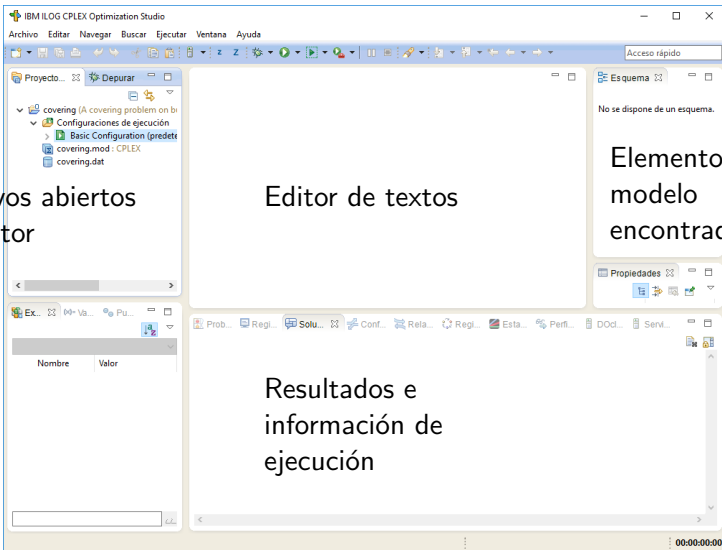 IBM ILOG CPLEX Optimization Studio
Archivo Editar Navegar Buscar Ejecutar Ventana Ayuda
Acceso rápido
Proyecto... Depurar
Esquema
covering (A covering problem on bu
Configuraciones de ejecución
Basic Configuration (predete
covering.mod : CPLEX
covering.dat
No se dispone de un esquema.
Elemento
modelo
encontrad
vos abiertos
tor
Editor de textos
Propiedades
Ex... Va... Pu...
Prob... Regi... Solu... Conf... Rela... Regi... Esta... Perfi... DOcl... Servi...
Nombre Valor
Resultados e
información de
ejecución
00:00:00:00